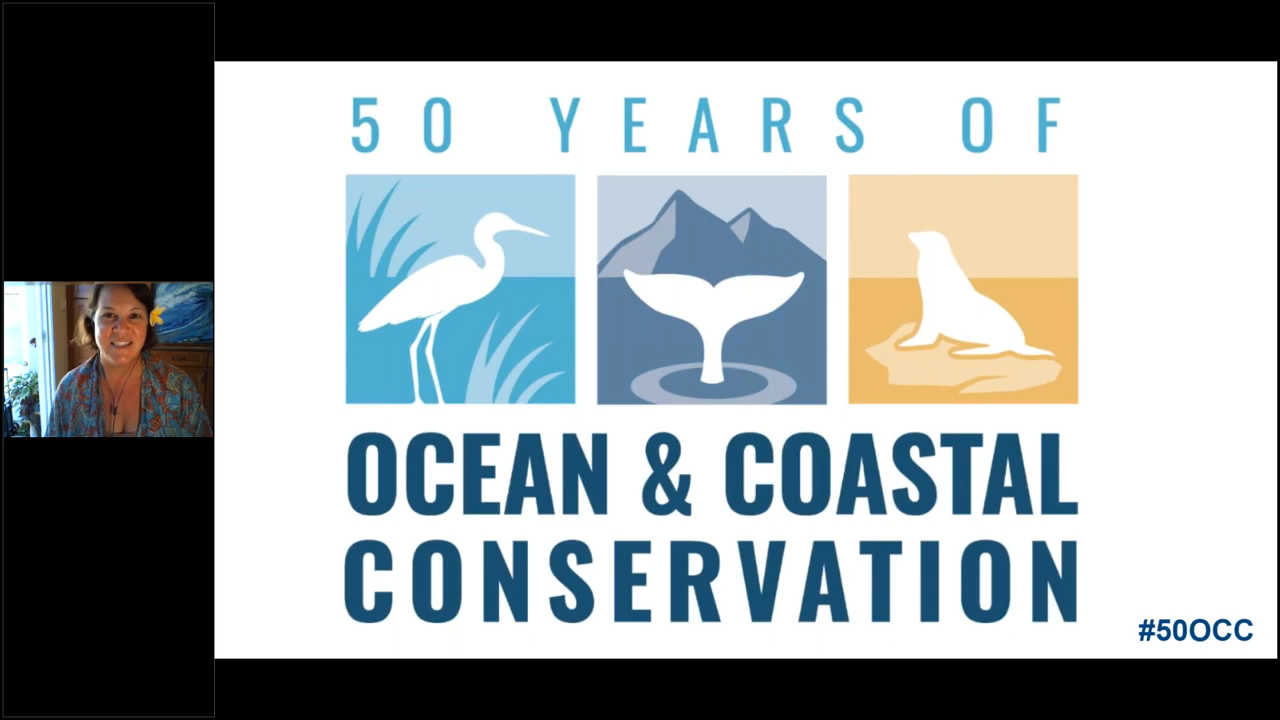 50 YEARS OF
OCEAN & COASTAL
CONSERVATION
#50OCC